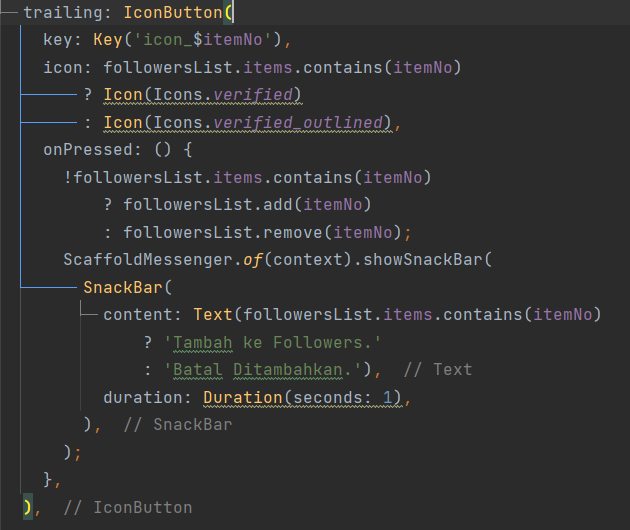 trailing: IconButton(
key: Key('icon_$itemNo'),
icon: followersList.items.contains(itemNo)
? Icon(Icons.verified)
: Icon(Icons.verified_outlined),
onPressed: () {
!followersList.items.contains(itemNo)
? followersList.add(itemNo)
: followersList.remove(itemNo);
ScaffoldMessenger.of(context).showSnackBar(
SnackBar(
content: Text(followersList.items.contains(itemNo)
? 'Tambah ke Followers.'
: 'Batal Ditambahkan.'), // Text
duration: Duration(seconds: 1),
), // SnackBar
);
},
), // IconButton